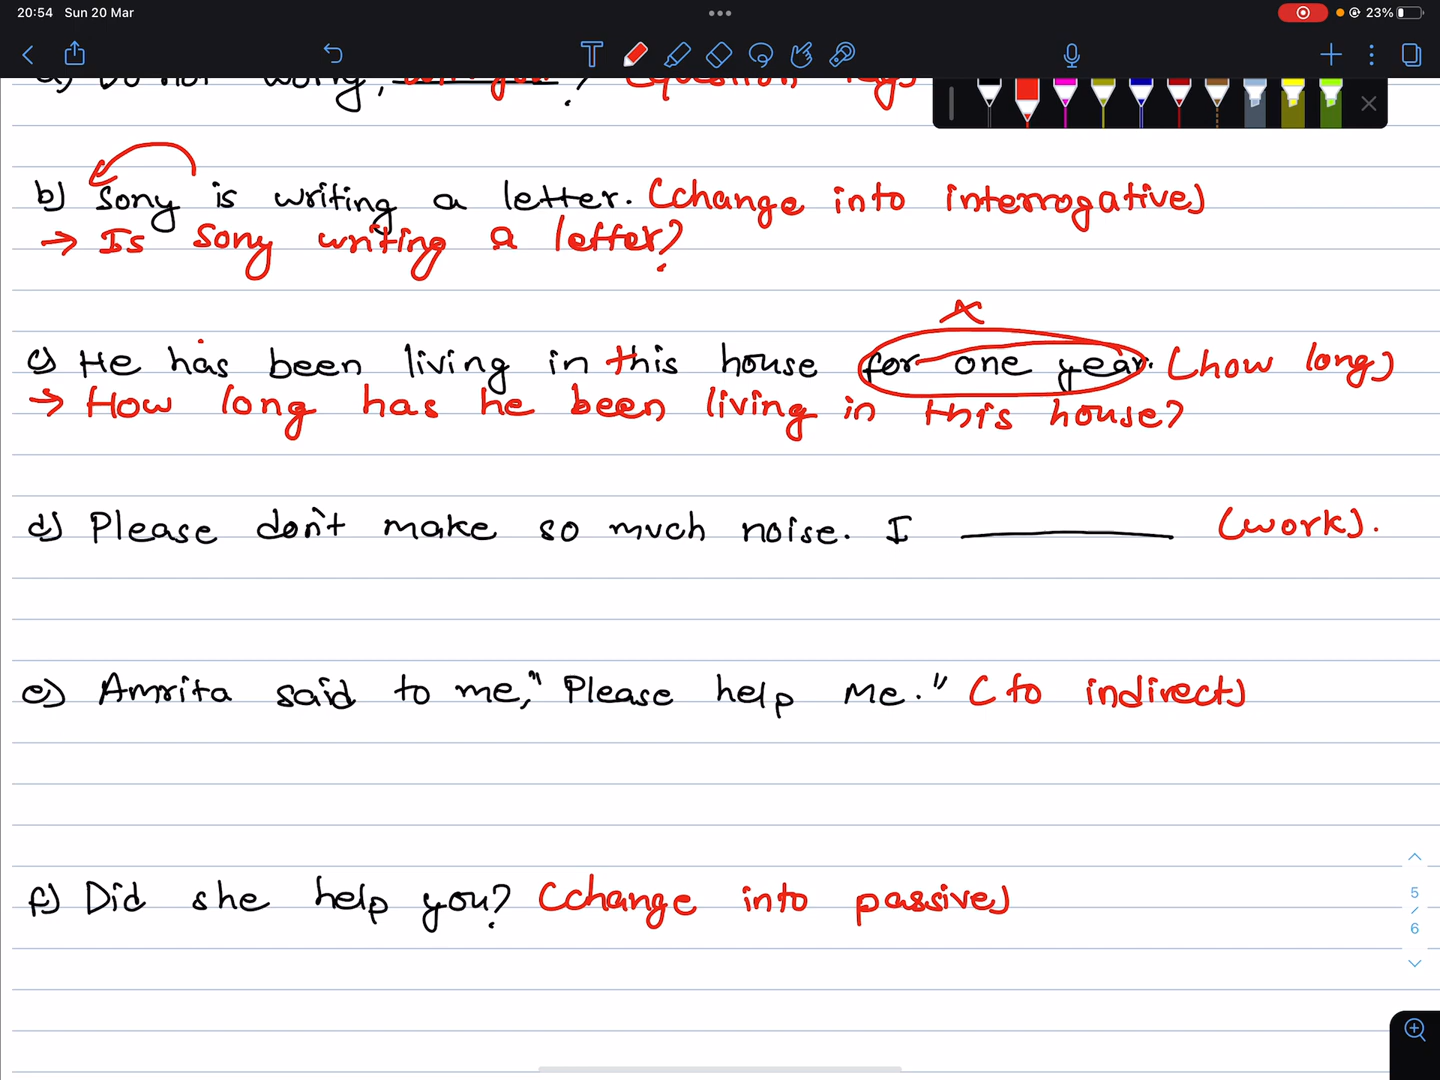 20:54 Sun 20 Mar
23%
b) Sony is writing a letter. (change into interrogative)
→ Is Sony writing a letter?
c) He has been living in this house for one year. (how long)
→ How long has he been living in this house?
d) Please don't make so much noise. I ________ (work).
e) Amrita said to me, "Please help me." (to indirect)
f) Did she help you? (change into passive)
5
/
6